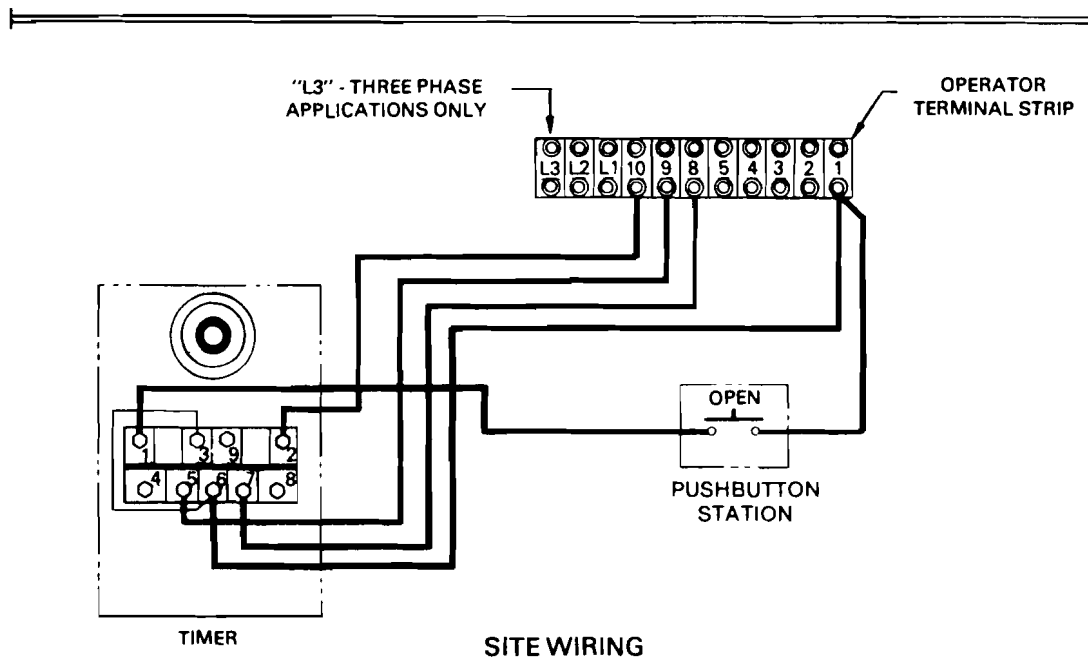 "L3" - THREE PHASE
APPLICATIONS ONLY
OPERATOR
TERMINAL STRIP
L3 L2 L1 10 9 8 5 4 3 2 1
OPEN
1 3 9 2
4 5 6 7 8
PUSHBUTTON
STATION
TIMER
SITE WIRING